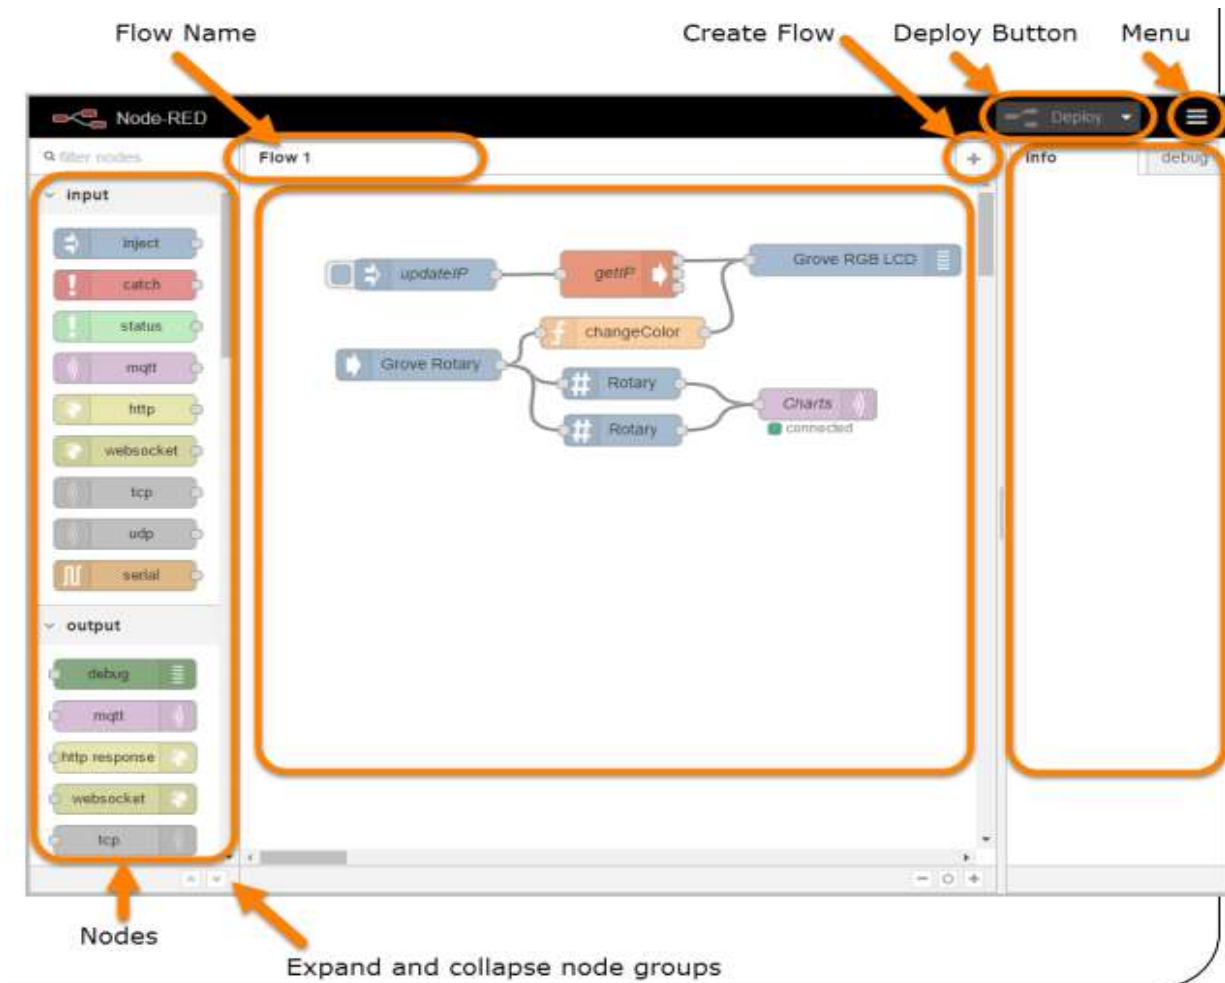 Flow Name
Create Flow
Deploy Button
Menu
Node-RED
Deploy
filter nodes
Flow 1
+
info
debug
input
inject
catch
status
mqtt
http
websocket
tcp
udp
serial
output
debug
mqtt
http response
websocket
tcp
updateIP
getIP
Grove RGB LCD
changeColor
Grove Rotary
Rotary
Rotary
Charts
connected
Nodes
Expand and collapse node groups